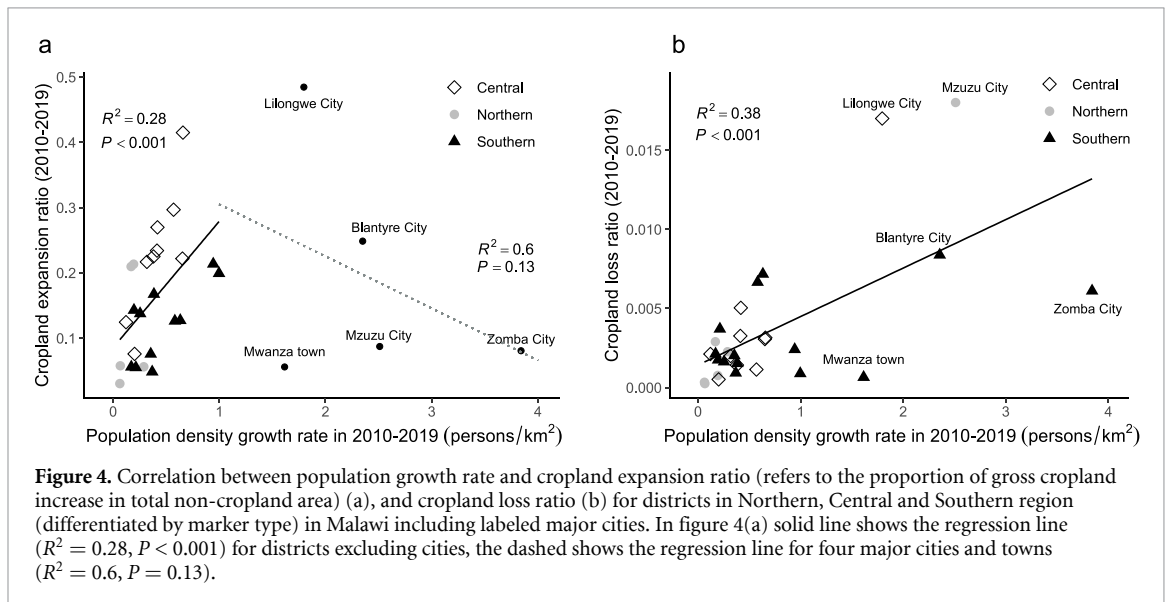 a
Cropland expansion ratio (2010-2019)
0.5
0.4
0.3
0.2
0.1
R² = 0.28
P < 0.001
Central
Northern
Southern
Lilongwe City
Blantyre City
R² = 0.6
P = 0.13
Mzuzu City
Zomba City
Mwanza town
0
1
2
3
4
Population density growth rate in 2010-2019 (persons/km²)
b
Cropland loss ratio (2010-2019)
0.015
0.010
0.005
0.000
R² = 0.38
P < 0.001
Lilongwe City
Mzuzu City
Central
Northern
Southern
Blantyre City
Zomba City
Mwanza town
0
1
2
3
4
Population density growth rate in 2010-2019 (persons/km²)
Figure 4. Correlation between population growth rate and cropland expansion ratio (refers to the proportion of gross cropland
increase in total non-cropland area) (a), and cropland loss ratio (b) for districts in Northern, Central and Southern region
(differentiated by marker type) in Malawi including labeled major cities. In figure 4(a) solid line shows the regression line
(R² = 0.28, P < 0.001) for districts excluding cities, the dashed shows the regression line for four major cities and towns
(R² = 0.6, P = 0.13).